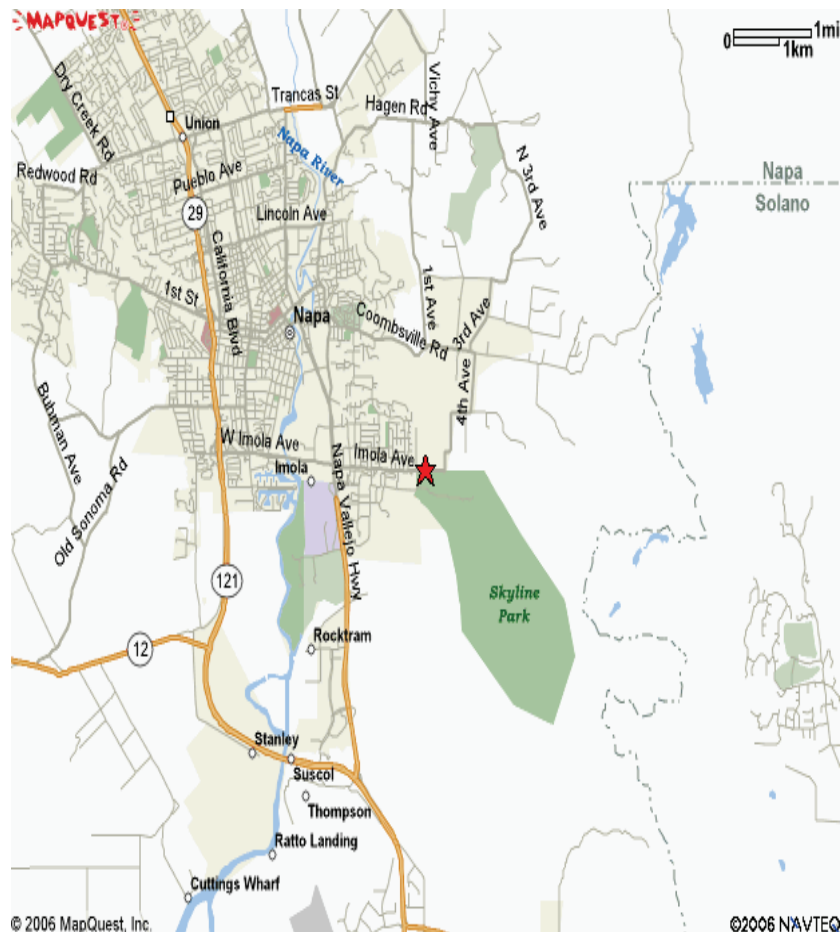 MAPQUEST
0
1mi
1km
Dry Creek Rd
Trancas St
Vichy Ave
Hagen Rd
Union
Napa River
Redwood Rd
Pueblo Ave
N 3rd Ave
Napa
Solano
29
Lincoln Ave
California Blvd
1st St
1st Ave
3rd Ave
Napa
Coombsville Rd
4th Ave
Buhman Ave
W Imola Ave
Imola Ave
Imola
Napa Vallejo Hwy
Old Sonoma Rd
121
Skyline
Park
12
Rocktram
Stanley
Suscol
Thompson
Ratto Landing
Cuttings Wharf
© 2006 MapQuest, Inc.
©2006 NAVTEQ